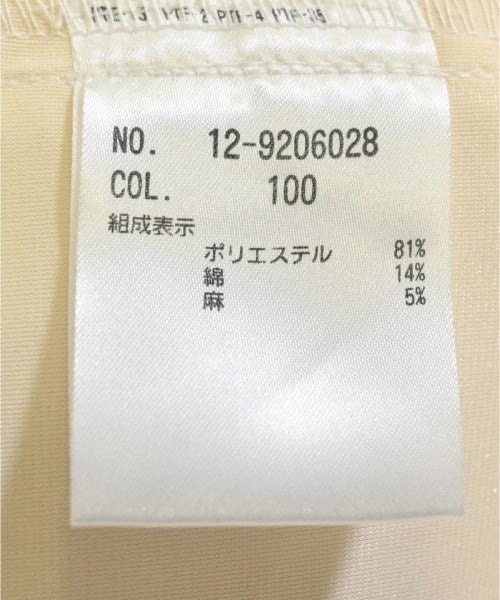 NO. 12-9206028
COL. 100
組成表示
ポリエステル 81%
綿 14%
麻 5%